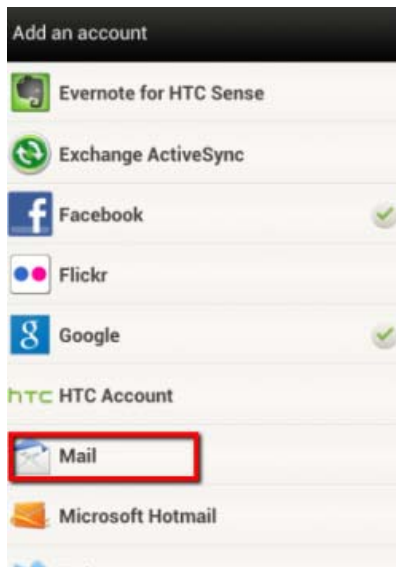 Add an account
Evernote for HTC Sense
Exchange ActiveSync
f Facebook
Flickr
g Google
hTC HTC Account
Mail
Microsoft Hotmail